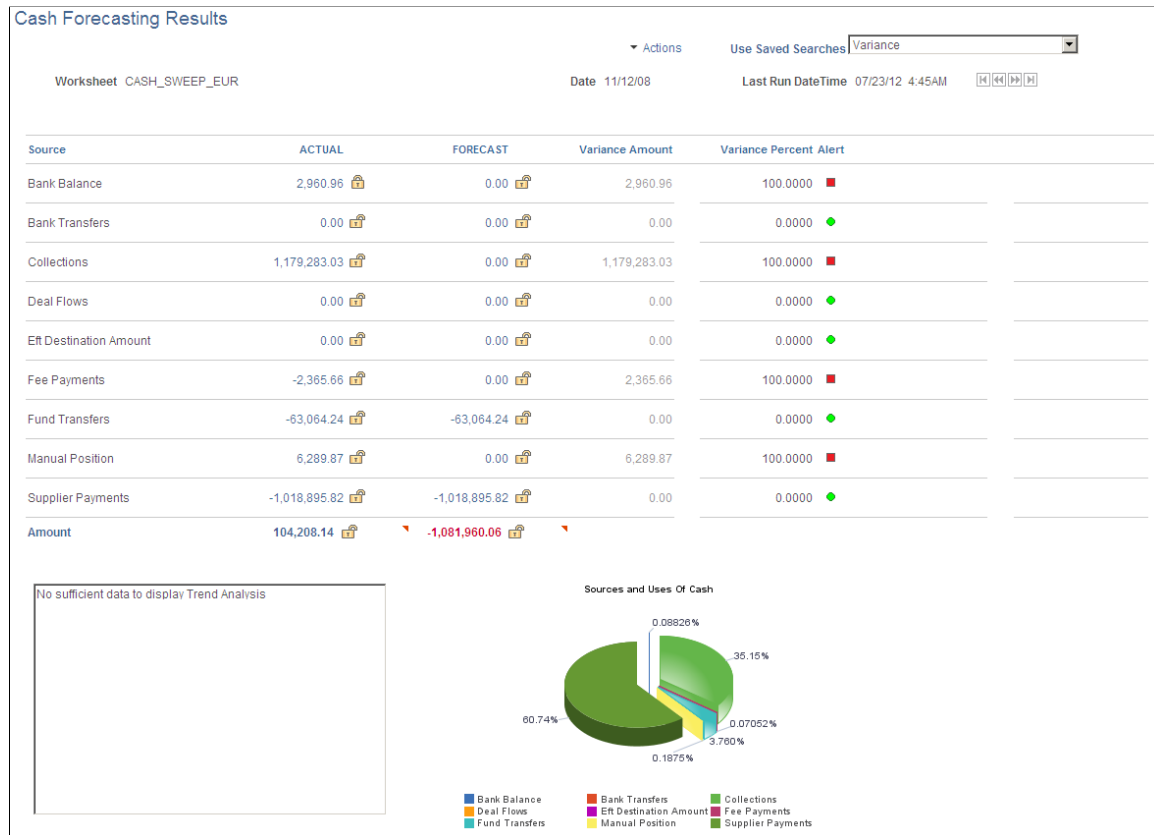 Cash Forecasting Results
Actions Use Saved Searches Variance
Worksheet CASH_SWEEP_EUR Date 11/12/08 Last Run DateTime 07/23/12 4:45AM
Source ACTUAL FORECAST Variance Amount Variance Percent Alert
Bank Balance 2,960.96 0.00 2,960.96 100.0000
Bank Transfers 0.00 0.00 0.00 0.0000
Collections 1,179,283.03 0.00 1,179,283.03 100.0000
Deal Flows 0.00 0.00 0.00 0.0000
Eft Destination Amount 0.00 0.00 0.00 0.0000
Fee Payments -2,365.66 0.00 2,365.66 100.0000
Fund Transfers -63,064.24 -63,064.24 0.00 0.0000
Manual Position 6,289.87 0.00 6,289.87 100.0000
Supplier Payments -1,018,895.82 -1,018,895.82 0.00 0.0000
Amount 104,208.14 -1,081,960.06
No sufficient data to display Trend Analysis
Sources and Uses Of Cash
0.08826%
35.15%
60.74%
0.07052%
3.760%
0.1875%
Bank Balance Bank Transfers Collections
Deal Flows Eft Destination Amount Fee Payments
Fund Transfers Manual Position Supplier Payments